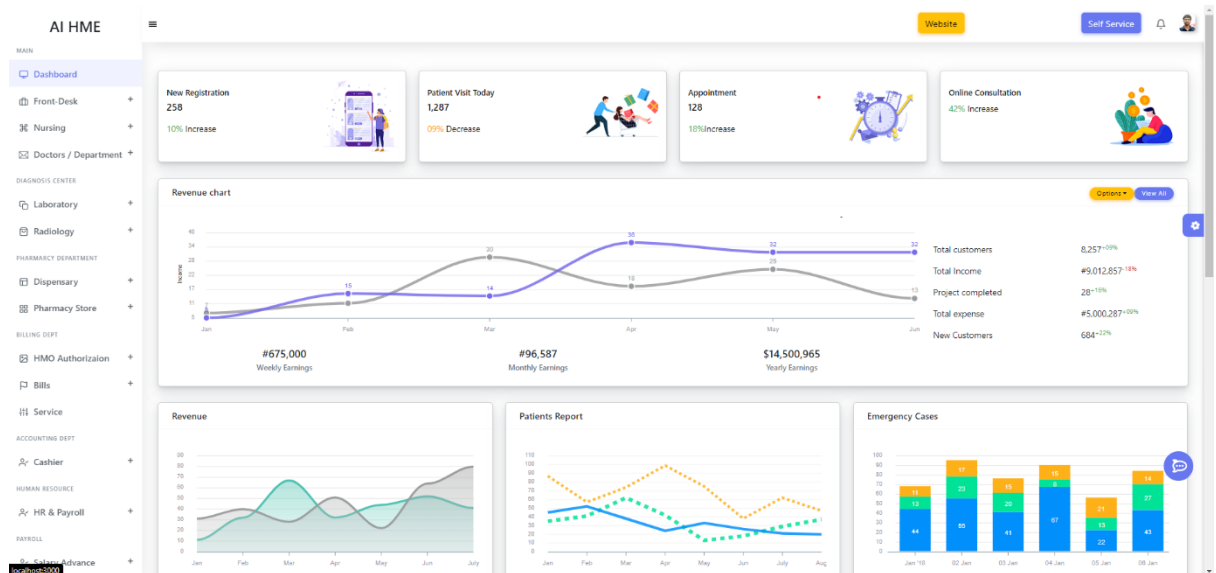 AI HME
Website
Self Service
MAIN
Dashboard
Front-Desk +
Nursing +
Doctors / Department +
DIAGNOSIS CENTER
Laboratory +
Radiology +
PHARMARCY DEPARTMENT
Dispensary +
Pharmacy Store +
BILLING DEPT
HMO Authorizaion +
Bills +
Service
ACCOUNTING DEPT
Cashier +
HUMAN RESOURCE
HR & Payroll +
PAYROLL
Salary Advance +
localhost:3000
New Registration
258
10% Increase
Patient Visit Today
1,287
09% Decrease
Appointment
128
18%Increase
Online Consultation
42% Increase
Revenue chart
Options
View All
40
34
28
22
17
11
5
Income
15
14
30
36
18
32
28
32
13
Jan Feb Mar Apr May Jun
Total customers 8,257+09%
Total Income #9,012,857-18%
Project completed 28+15%
Total expense #5,000,287+09%
New Customers 684+22%
#675,000
Weekly Earnings
#96,587
Monthly Earnings
$14,500,965
Yearly Earnings
Revenue
90
80
70
60
50
40
30
20
10
0
Jan Feb Mar Apr May Jun July
Patients Report
110
100
90
80
70
60
50
40
30
20
10
0
Jan Feb Mar Apr May Jun July Aug
Emergency Cases
100
90
80
70
60
50
40
30
20
10
0
11 17 15 15 21 14
13 23 20 13 27
44 55 41 67 22 43
Jan '18 02 Jan 03 Jan 04 Jan 05 Jan 06 Jan